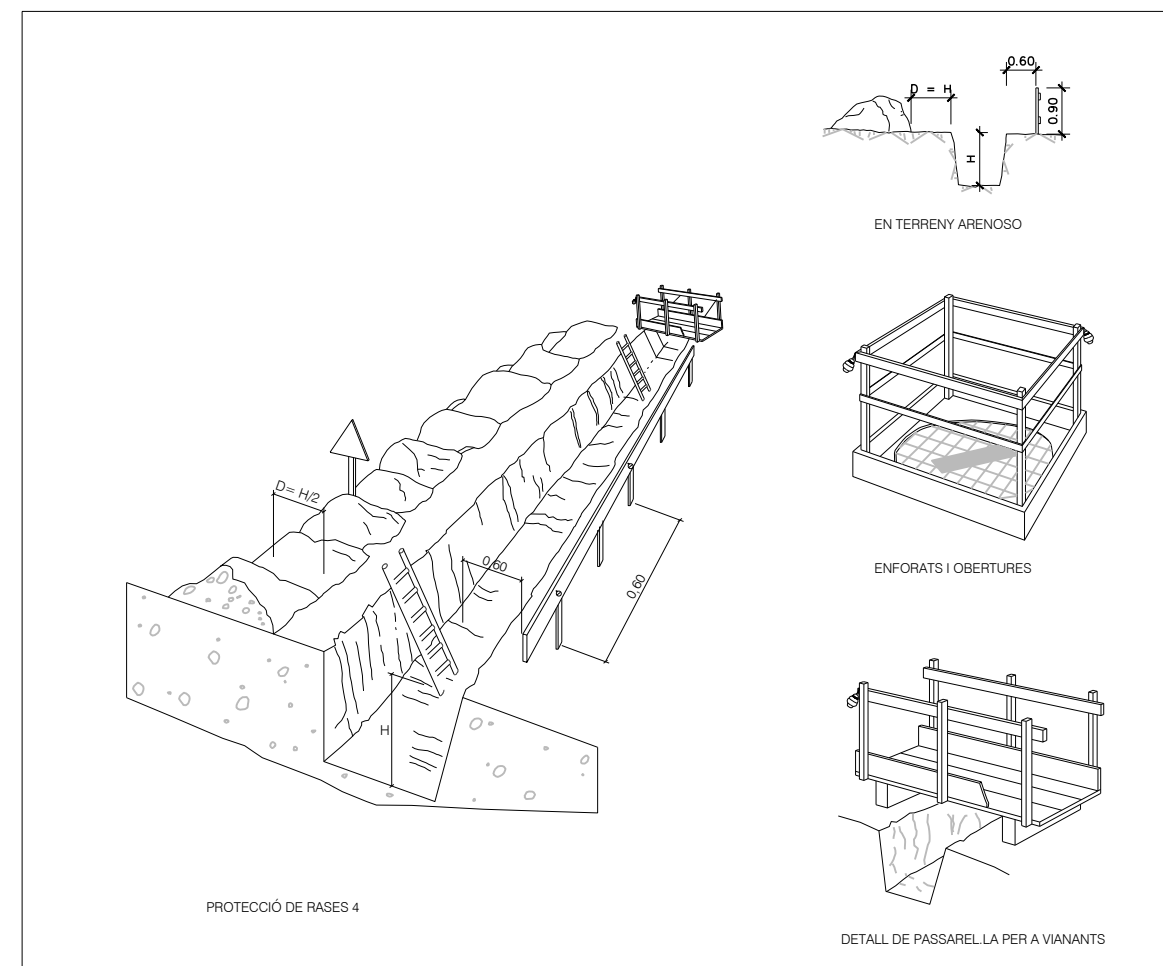 0.60
D = H
0.90
H
EN TERRENY ARENOSO
D= H/2
0,60
0,60
H
ENFORATS I OBERTURES
PROTECCIÓ DE RASES 4
DETALL DE PASSAREL.LA PER A VIANANTS